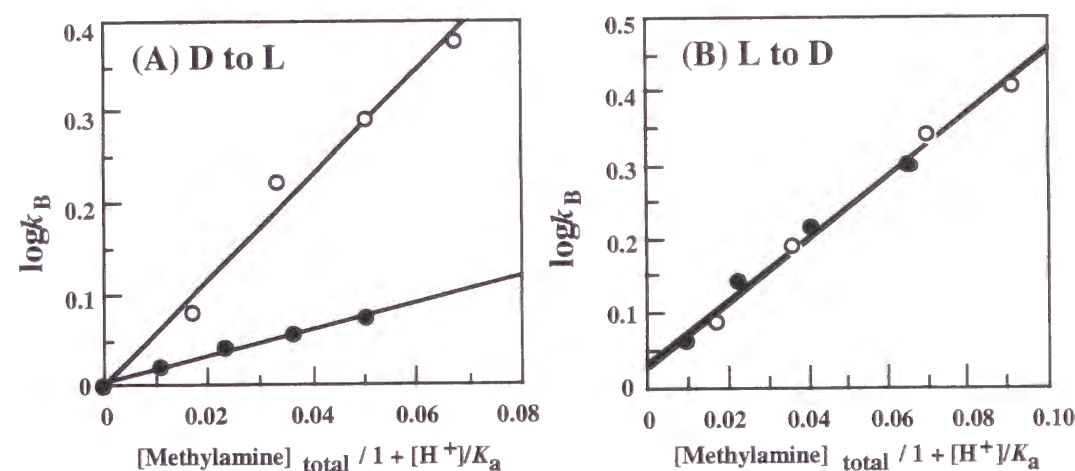 (A) D to L
0.4
0.3
0.2
0.1
0
logkB
0 0.02 0.04 0.06 0.08
[Methylamine] total / 1 + [H+]/Ka
(B) L to D
0.5
0.4
0.3
0.2
0.1
0
logkB
0 0.02 0.04 0.06 0.08 0.10
[Methylamine] total / 1 + [H+]/Ka